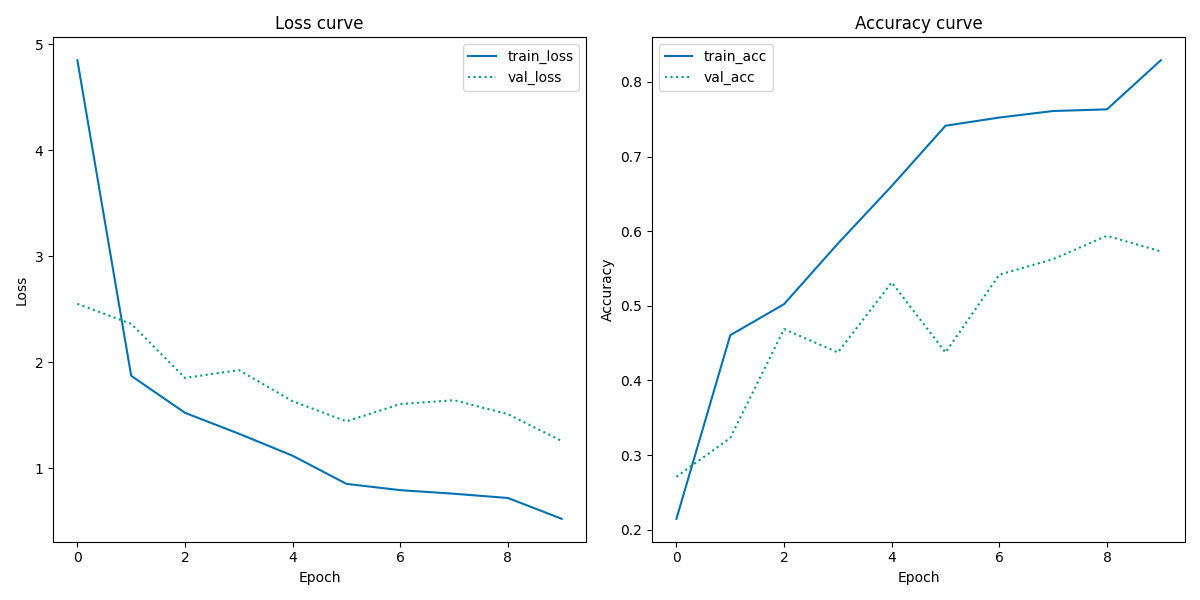 Loss curve
train_loss
val_loss
5
4
3
2
1
Loss
0 2 4 6 8
Epoch
Accuracy curve
train_acc
val_acc
0.8
0.7
0.6
0.5
0.4
0.3
0.2
Accuracy
0 2 4 6 8
Epoch